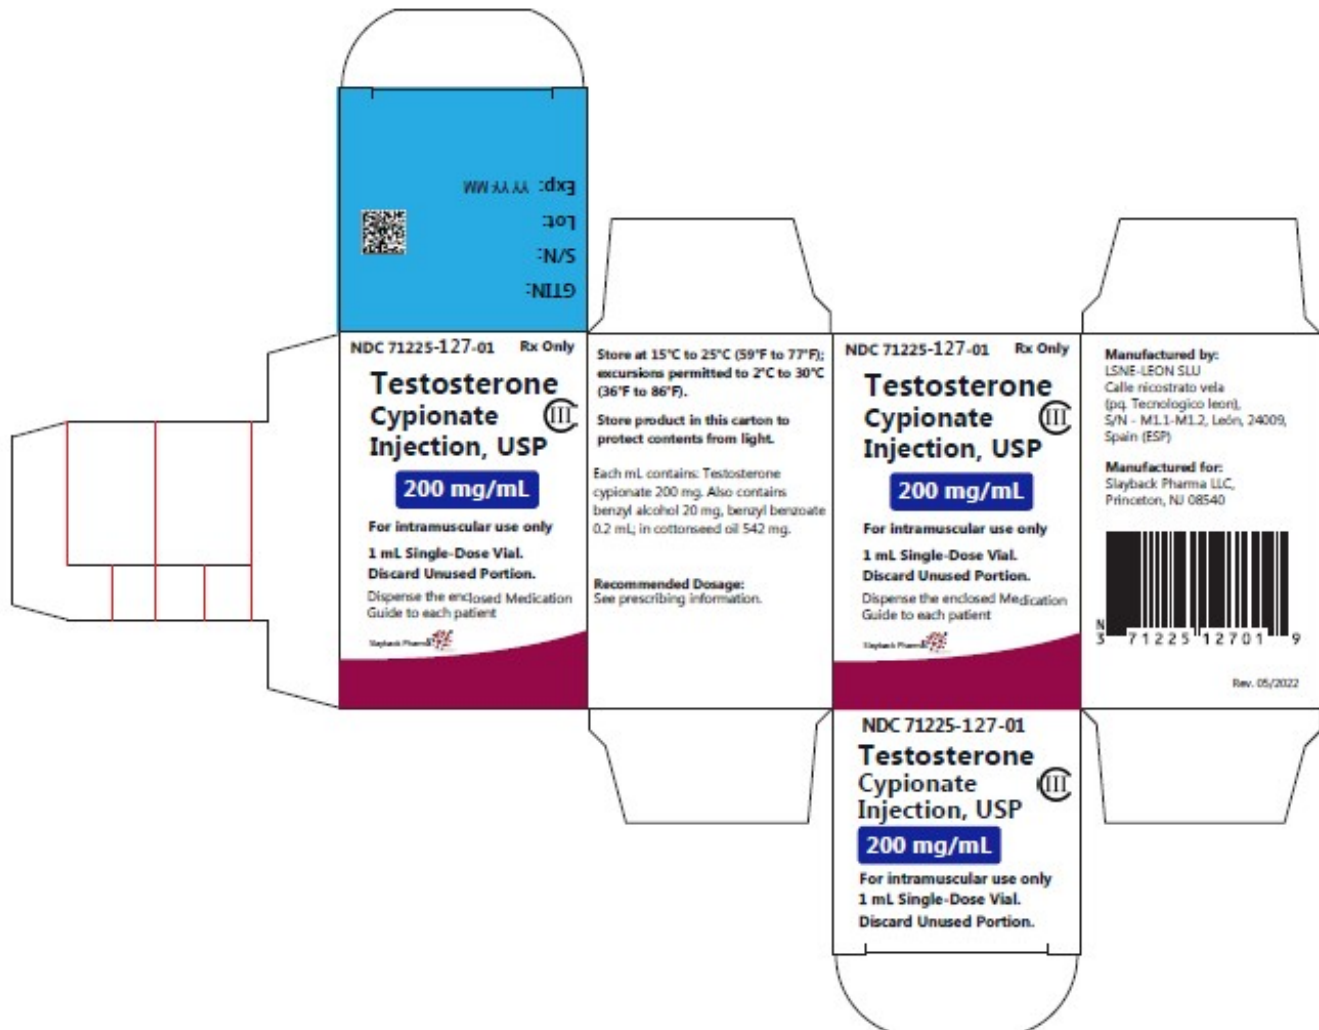 Exp: YYYY MM
Lot:
S/N:
GTIN:
NDC 71225-127-01 Rx Only
Testosterone
Cypionate
CIII
Injection, USP
200 mg/mL
For intramuscular use only
1 mL Single-Dose Vial.
Discard Unused Portion.
Dispense the enclosed Medication
Guide to each patient
Slayback Pharma
Store at 15°C to 25°C (59°F to 77°F);
excursions permitted to 2°C to 30°C
(36°F to 86°F).
Store product in this carton to
protect contents from light.
Each mL contains: Testosterone
cypionate 200 mg. Also contains
benzyl alcohol 20 mg, benzyl benzoate
0.2 mL; in cottonseed oil 542 mg.
Recommended Dosage:
See prescribing information.
NDC 71225-127-01 Rx Only
Testosterone
Cypionate
CIII
Injection, USP
200 mg/mL
For intramuscular use only
1 mL Single-Dose Vial.
Discard Unused Portion.
Dispense the enclosed Medication
Guide to each patient
Slayback Pharma
Manufactured by:
LSNE-LEON SLU
Calle nicostrato vela
(pq. Tecnologico leon),
S/N - M1.1-M1.2, León, 24009,
Spain (ESP)
Manufactured for:
Slayback Pharma LLC,
Princeton, NJ 08540
N
3 71225 12701 9
Rev. 05/2022
NDC 71225-127-01
Testosterone
Cypionate
CIII
Injection, USP
200 mg/mL
For intramuscular use only
1 mL Single-Dose Vial.
Discard Unused Portion.